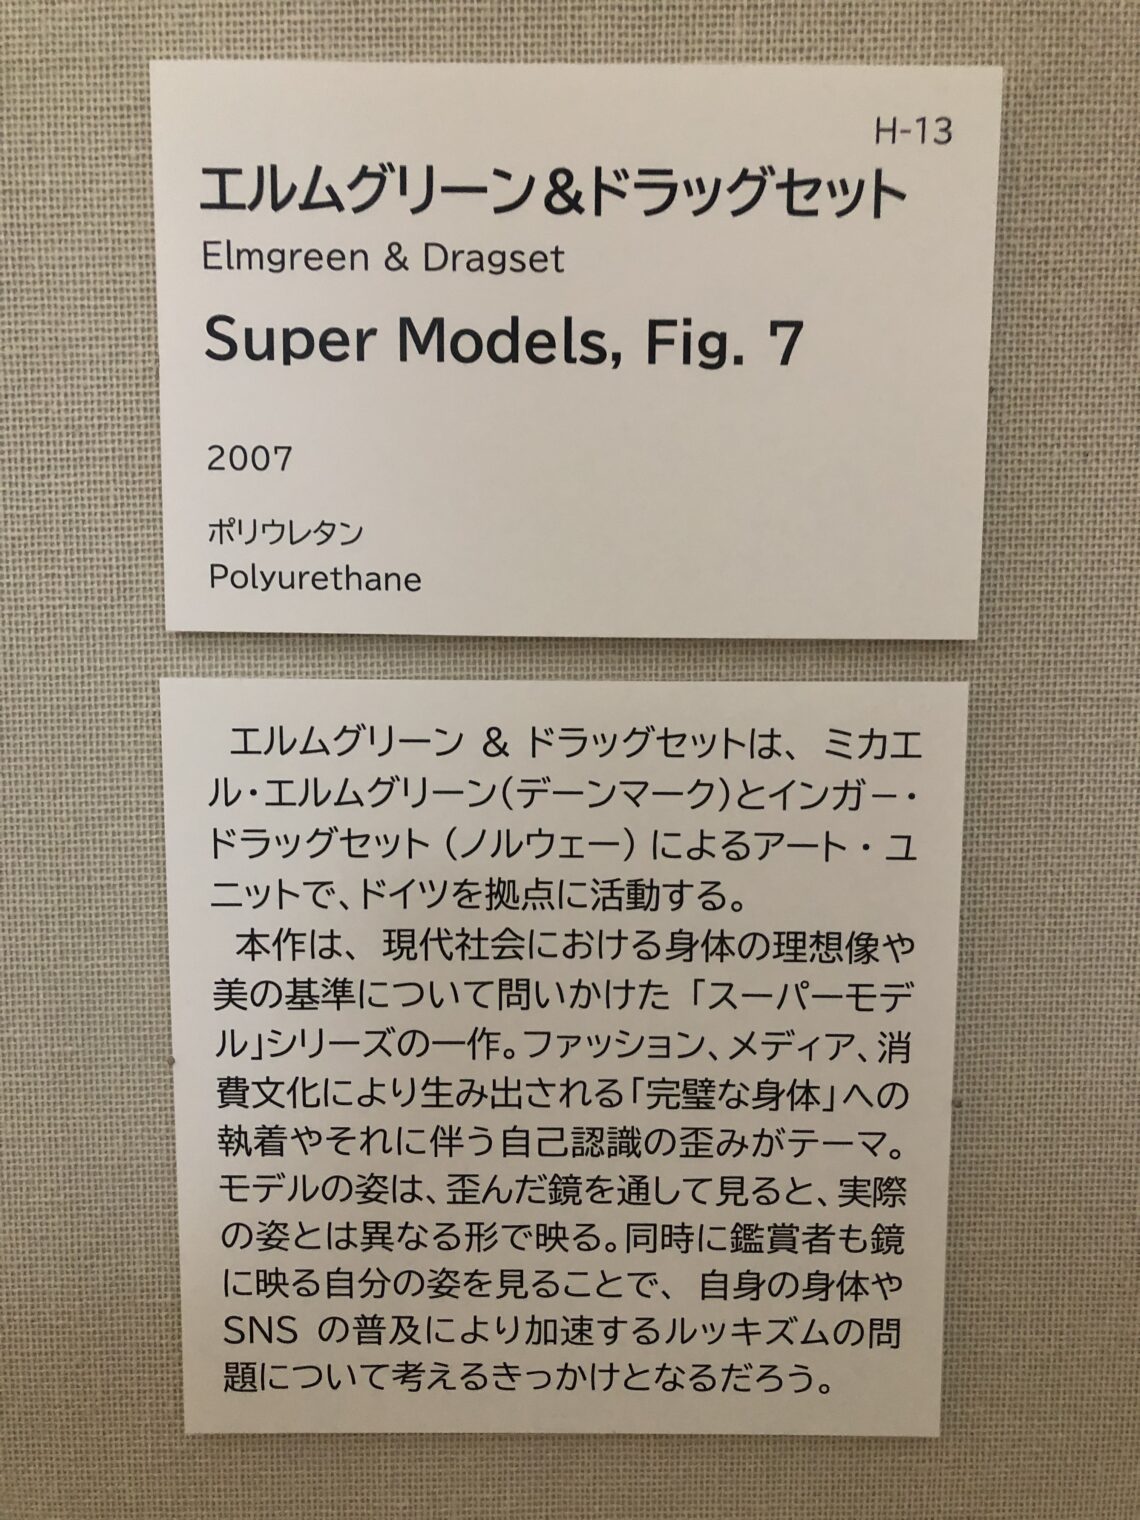 H-13
エルムグリーン&ドラッグセット
Elmgreen & Dragset
Super Models, Fig. 7
2007
ポリウレタン
Polyurethane
エルムグリーン & ドラッグセットは、ミカエ
ル・エルムグリーン(デーンマーク)とインガー・
ドラッグセット (ノルウェー) によるアート・ユ
ニットで、ドイツを拠点に活動する。
本作は、現代社会における身体の理想像や
美の基準について問いかけた「スーパーモデ
ル」シリーズの一作。ファッション、メディア、消
費文化により生み出される「完璧な身体」への
執着やそれに伴う自己認識の歪みがテーマ。
モデルの姿は、歪んだ鏡を通して見ると、実際
の姿とは異なる形で映る。同時に鑑賞者も鏡
に映る自分の姿を見ることで、自身の身体や
SNS の普及により加速するルッキズムの問
題について考えるきっかけとなるだろう。